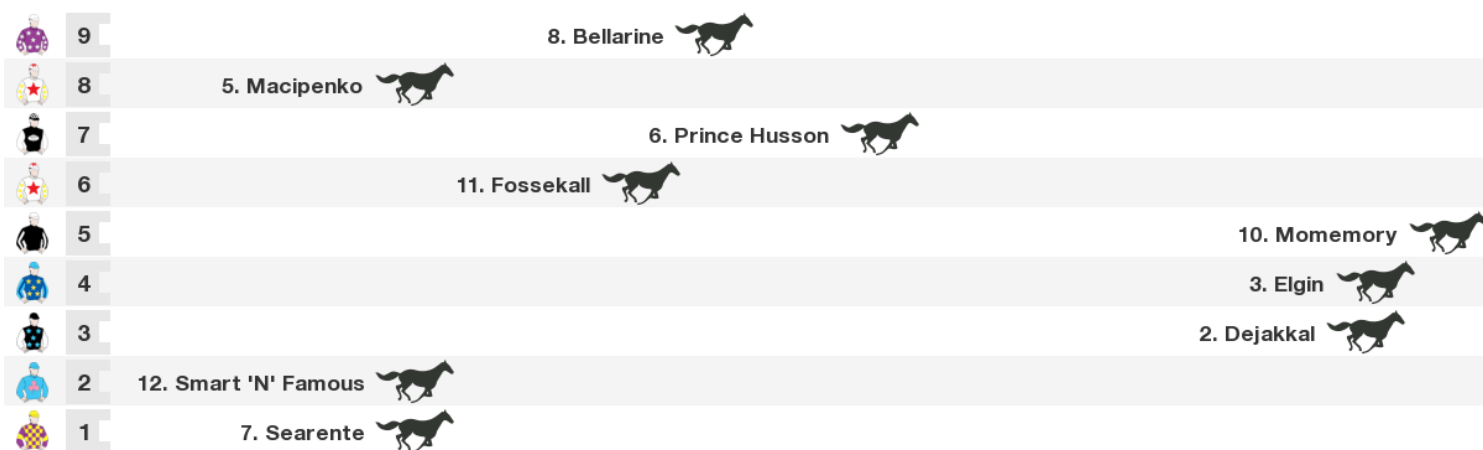 9 8. Bellarine
8 5. Macipenko
7 6. Prince Husson
6 11. Fossekall
5 10. Momemory
4 3. Elgin
3 2. Dejakkal
2 12. Smart 'N' Famous
1 7. Searente